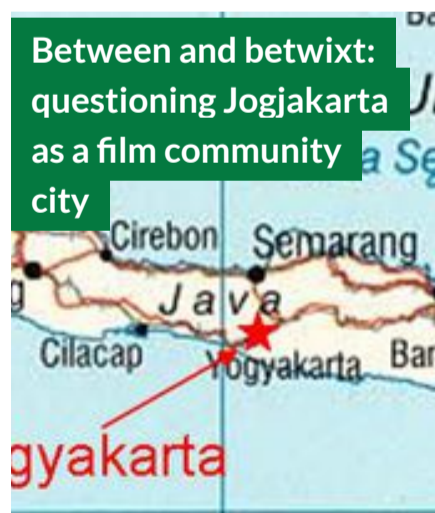 Between and betwixt:
questioning Jogjakarta
as a film community
city
Cirebon
Semarang
Java
Cilacap
Yogyakarta
gyakarta